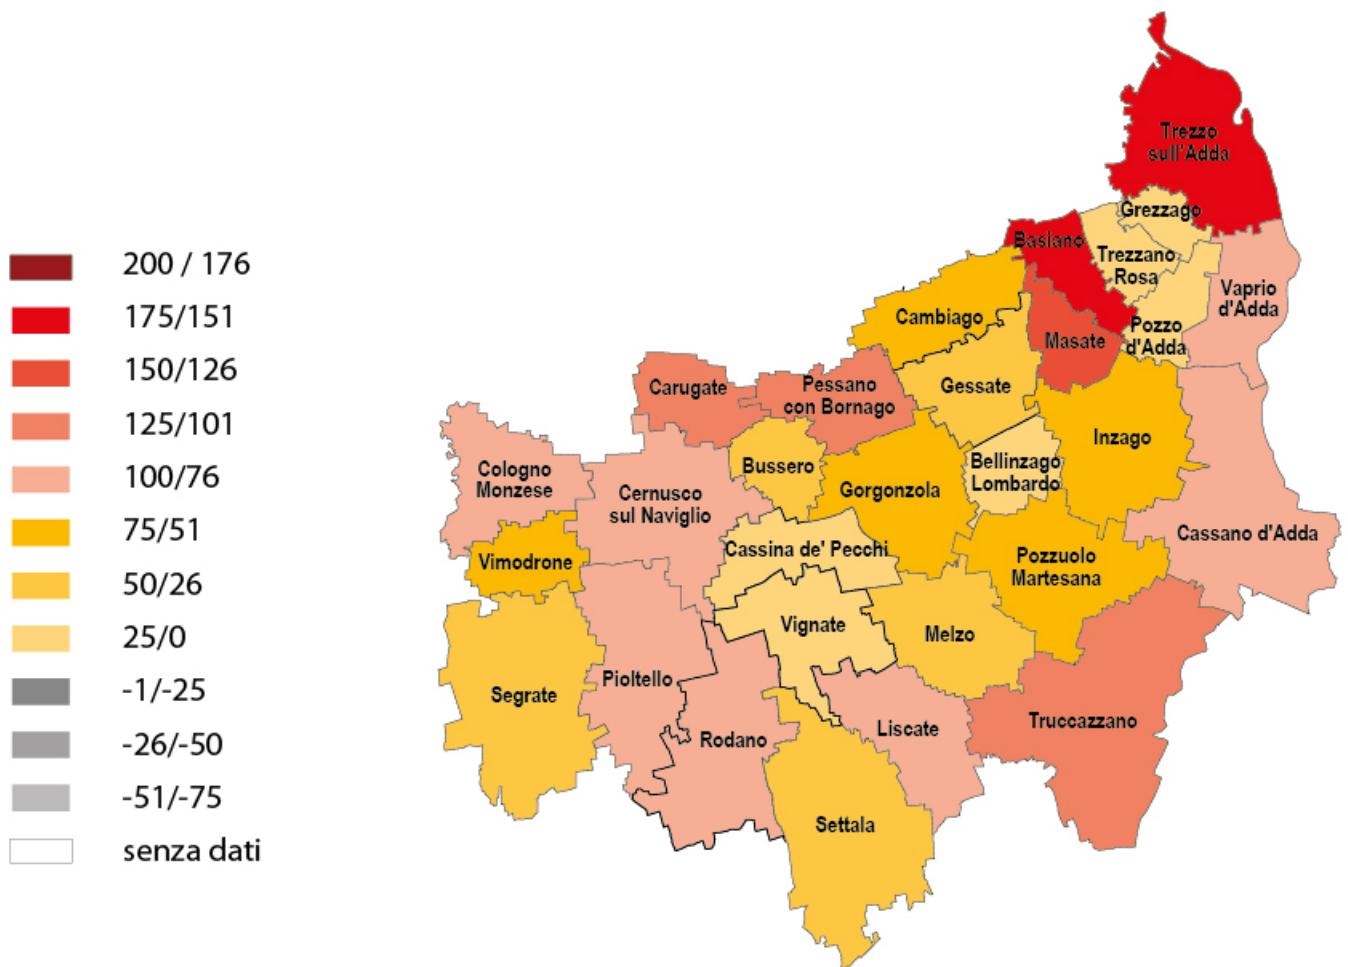 200 / 176
175/151
150/126
125/101
100/76
75/51
50/26
25/0
-1/-25
-26/-50
-51/-75
senza dati
Trezzo
sull'Adda
Grezzago
Basiano
Trezzano
Rosa
Vaprio
d'Adda
Cambiago
Pozzo
d'Adda
Masate
Carugate
Pessano
con Bornago
Gessate
Inzago
Cologno
Monzese
Bussero
Bellinzago
Lombardo
Cernusco
sul Naviglio
Gorgonzola
Cassano d'Adda
Vimodrone
Cassina de' Pecchi
Pozzuolo
Martesana
Vignate
Melzo
Segrate
Pioltello
Rodano
Liscate
Truccazzano
Settala